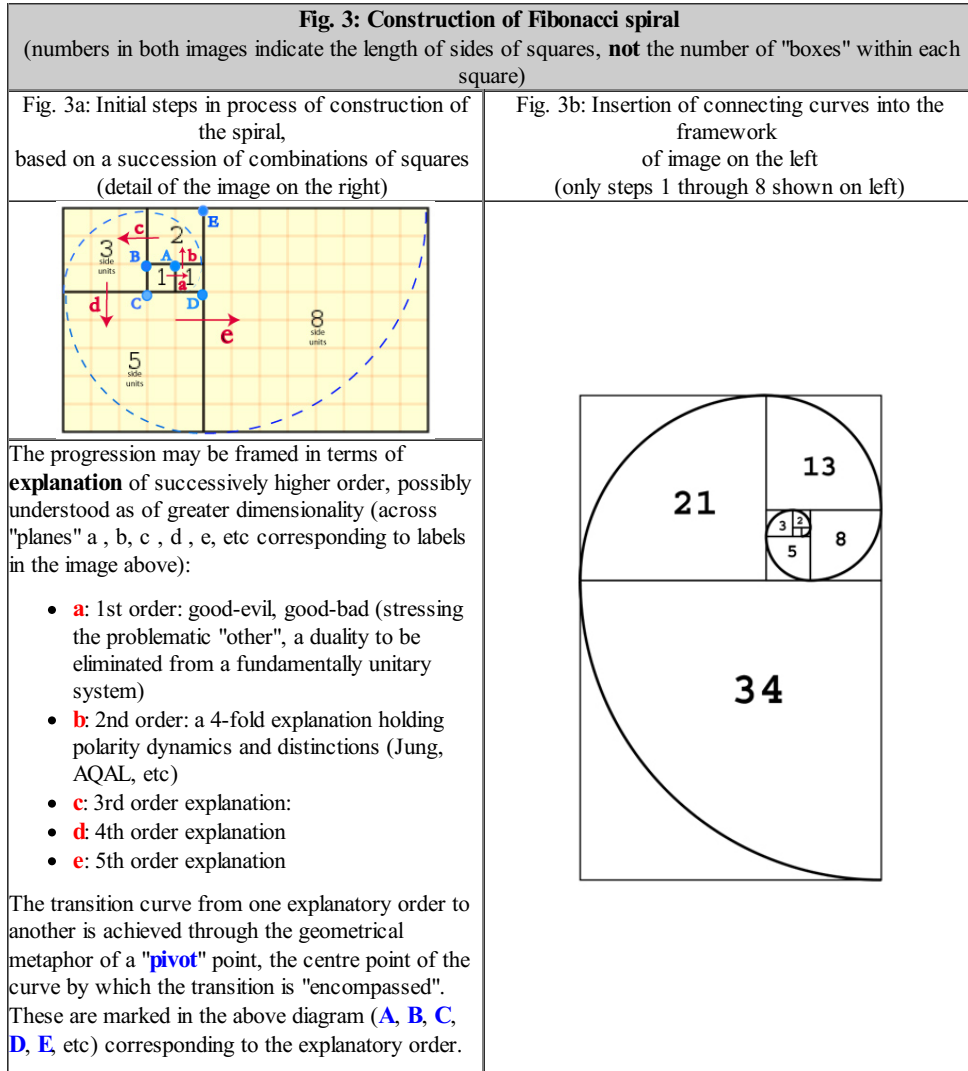 Fig. 3: Construction of Fibonacci spiral
(numbers in both images indicate the length of sides of squares, not the number of "boxes" within each
square)
Fig. 3a: Initial steps in process of construction of
the spiral,
based on a succession of combinations of squares
(detail of the image on the right)
Fig. 3b: Insertion of connecting curves into the
framework
of image on the left
(only steps 1 through 8 shown on left)
E
c
2
3
side
units
B
A
b
1
1
a
d
C
D
e
8
side
units
5
side
units
The progression may be framed in terms of
explanation of successively higher order, possibly
understood as of greater dimensionality (across
"planes" a , b, c , d , e, etc corresponding to labels
in the image above):
• a: 1st order: good-evil, good-bad (stressing
the problematic "other", a duality to be
eliminated from a fundamentally unitary
system)
• b: 2nd order: a 4-fold explanation holding
polarity dynamics and distinctions (Jung,
AQAL, etc)
• c: 3rd order explanation:
• d: 4th order explanation
• e: 5th order explanation
The transition curve from one explanatory order to
another is achieved through the geometrical
metaphor of a "pivot" point, the centre point of the
curve by which the transition is "encompassed".
These are marked in the above diagram (A, B, C,
D, E, etc) corresponding to the explanatory order.
13
21
3
2
1
5
8
34